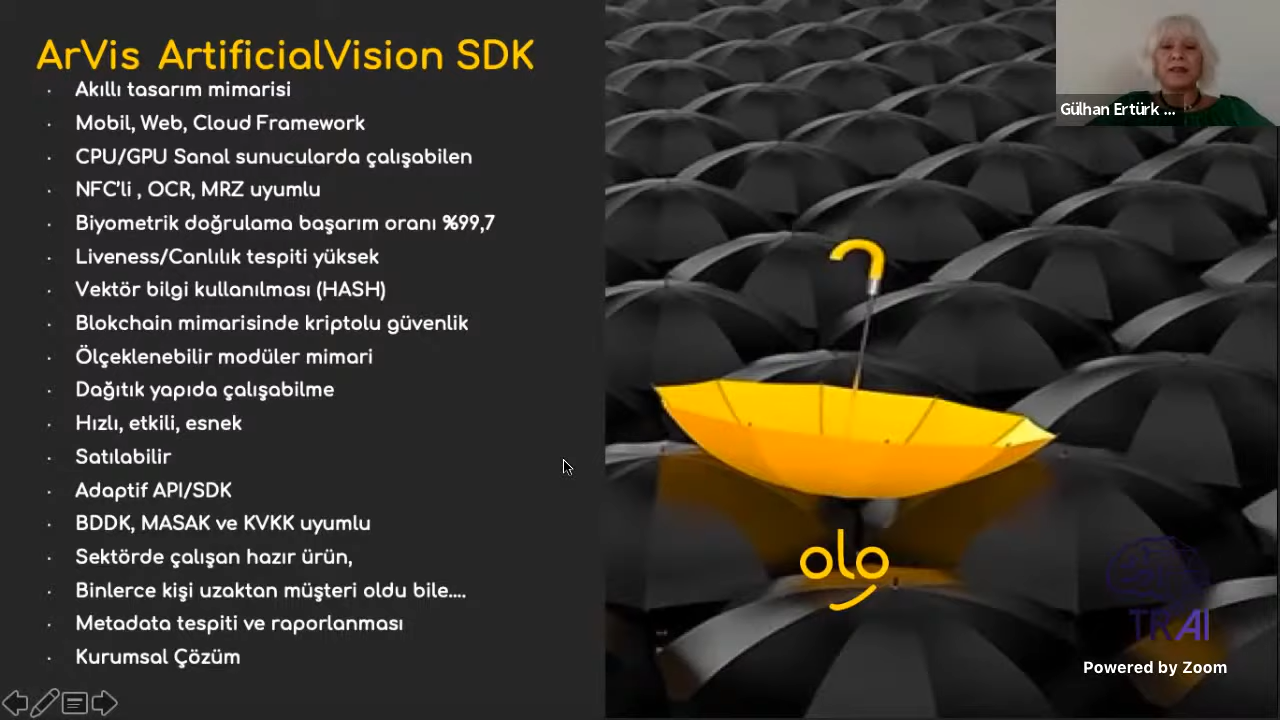 ArVis ArtificialVision SDK
Akıllı tasarım mimarisi
Mobil, Web, Cloud Framework
CPU/GPU Sanal sunucularda çalışabilen
NFC'li , OCR, MRZ uyumlu
Biyometrik doğrulama başarım oranı %99,7
Liveness/Canlılık tespiti yüksek
Vektör bilgi kullanılması (HASH)
Blokchain mimarisinde kriptolu güvenlik
Ölçeklenebilir modüler mimari
Dağıtık yapıda çalışabilme
Hızlı, etkili, esnek
Satılabilir
Adaptif API/SDK
BDDK, MASAK ve KVKK uyumlu
Sektörde çalışan hazır ürün,
Binlerce kişi uzaktan müşteri oldu bile....
Metadata tespiti ve raporlanması
Kurumsal Çözüm
Gülhan Ertürk ...
olo
TRAI
Powered by Zoom